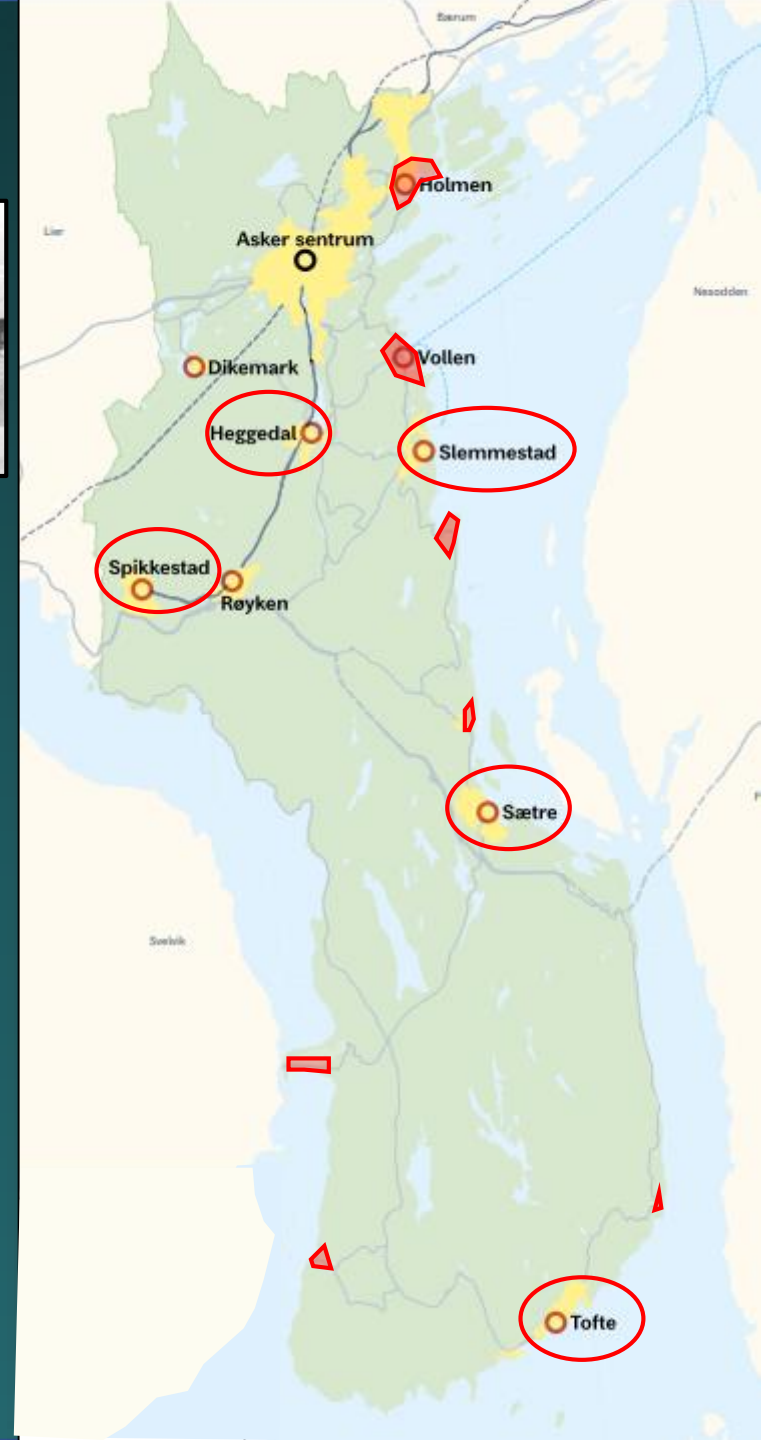 Bærum
Holmen
Lier
Asker sentrum
Nesodden
Vollen
Dikemark
Heggedal
Slemmestad
Spikkestad
Røyken
Sætre
Svelvik
Tofte